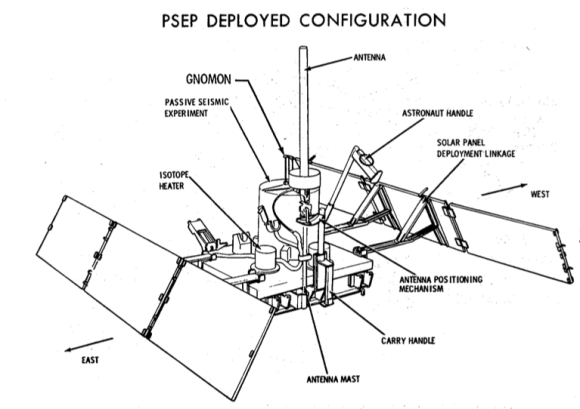 PSEP DEPLOYED CONFIGURATION
ANTENNA
GNOMON
PASSIVE SEISMIC
EXPERIMENT
ASTRONAUT HANDLE
SOLAR PANEL
DEPLOYMENT LINKAGE
ISOTOPE
HEATER
WEST
ANTENNA POSITIONING
MECHANISM
CARRY HANDLE
EAST
ANTENNA MAST